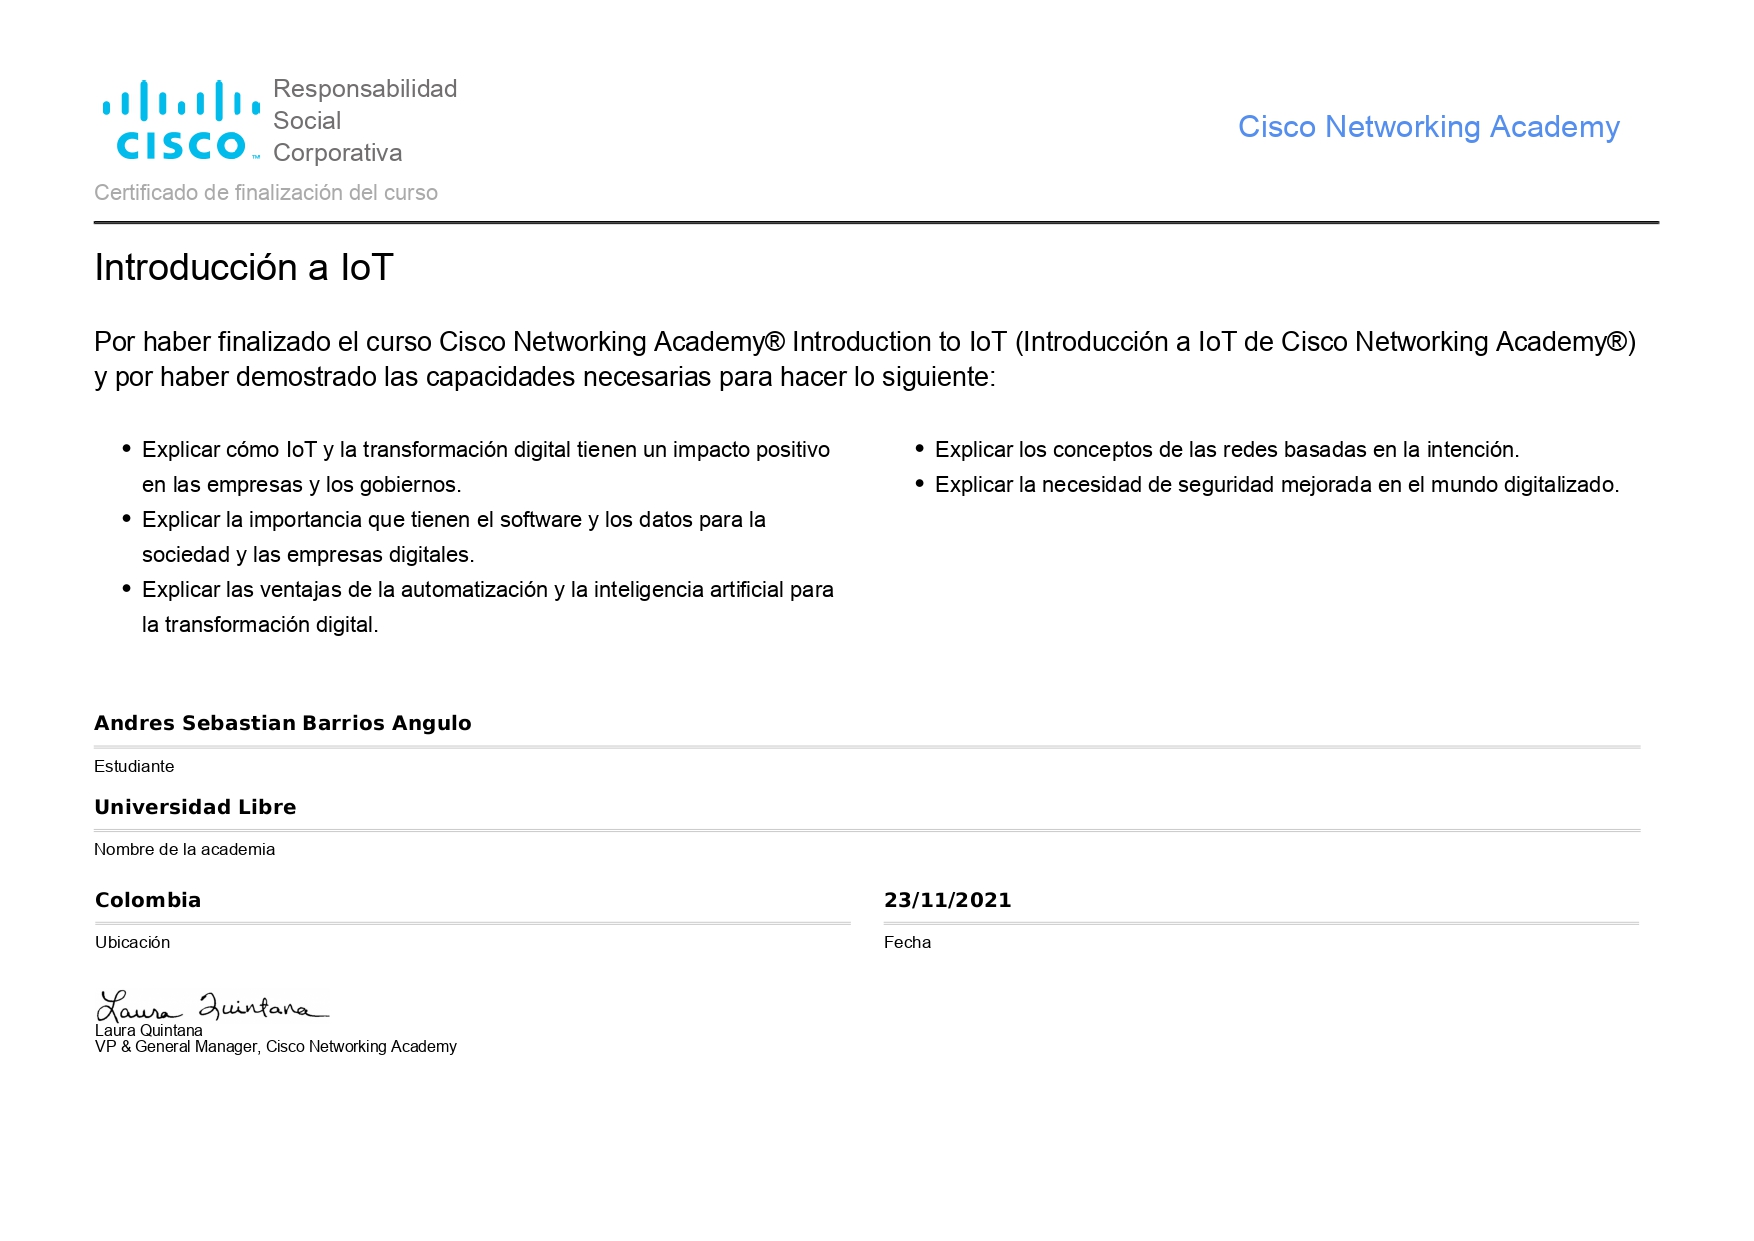 CISCO
Responsabilidad
Social
Corporativa
Cisco Networking Academy
Certificado de finalización del curso
Introducción a IoT
Por haber finalizado el curso Cisco Networking Academy® Introduction to IoT (Introducción a IoT de Cisco Networking Academy®)
y por haber demostrado las capacidades necesarias para hacer lo siguiente:
• Explicar cómo IoT y la transformación digital tienen un impacto positivo
en las empresas y los gobiernos.
• Explicar la importancia que tienen el software y los datos para la
sociedad y las empresas digitales.
• Explicar las ventajas de la automatización y la inteligencia artificial para
la transformación digital.
• Explicar los conceptos de las redes basadas en la intención.
• Explicar la necesidad de seguridad mejorada en el mundo digitalizado.
Andres Sebastian Barrios Angulo
Estudiante
Universidad Libre
Nombre de la academia
Colombia
Ubicación
23/11/2021
Fecha
Laura Quintana
Laura Quintana
VP & General Manager, Cisco Networking Academy